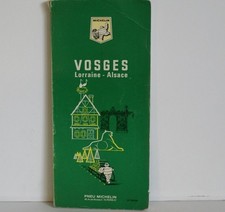 MICHELIN
VOSGES
Lorraine - Alsace
PNEU MICHELIN